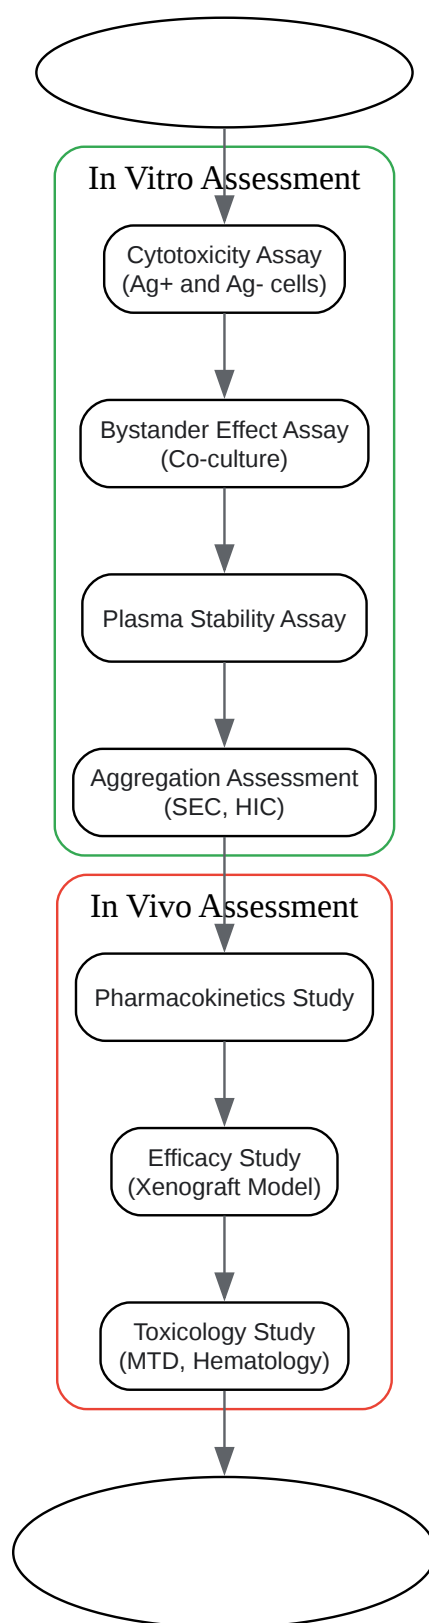 In Vitro Assessment
Cytotoxicity Assay
(Ag+ and Ag- cells)
Bystander Effect Assay
(Co-culture)
Plasma Stability Assay
Aggregation Assessment
(SEC, HIC)
In Vivo Assessment
Pharmacokinetics Study
Efficacy Study
(Xenograft Model)
Toxicology Study
(MTD, Hematology)